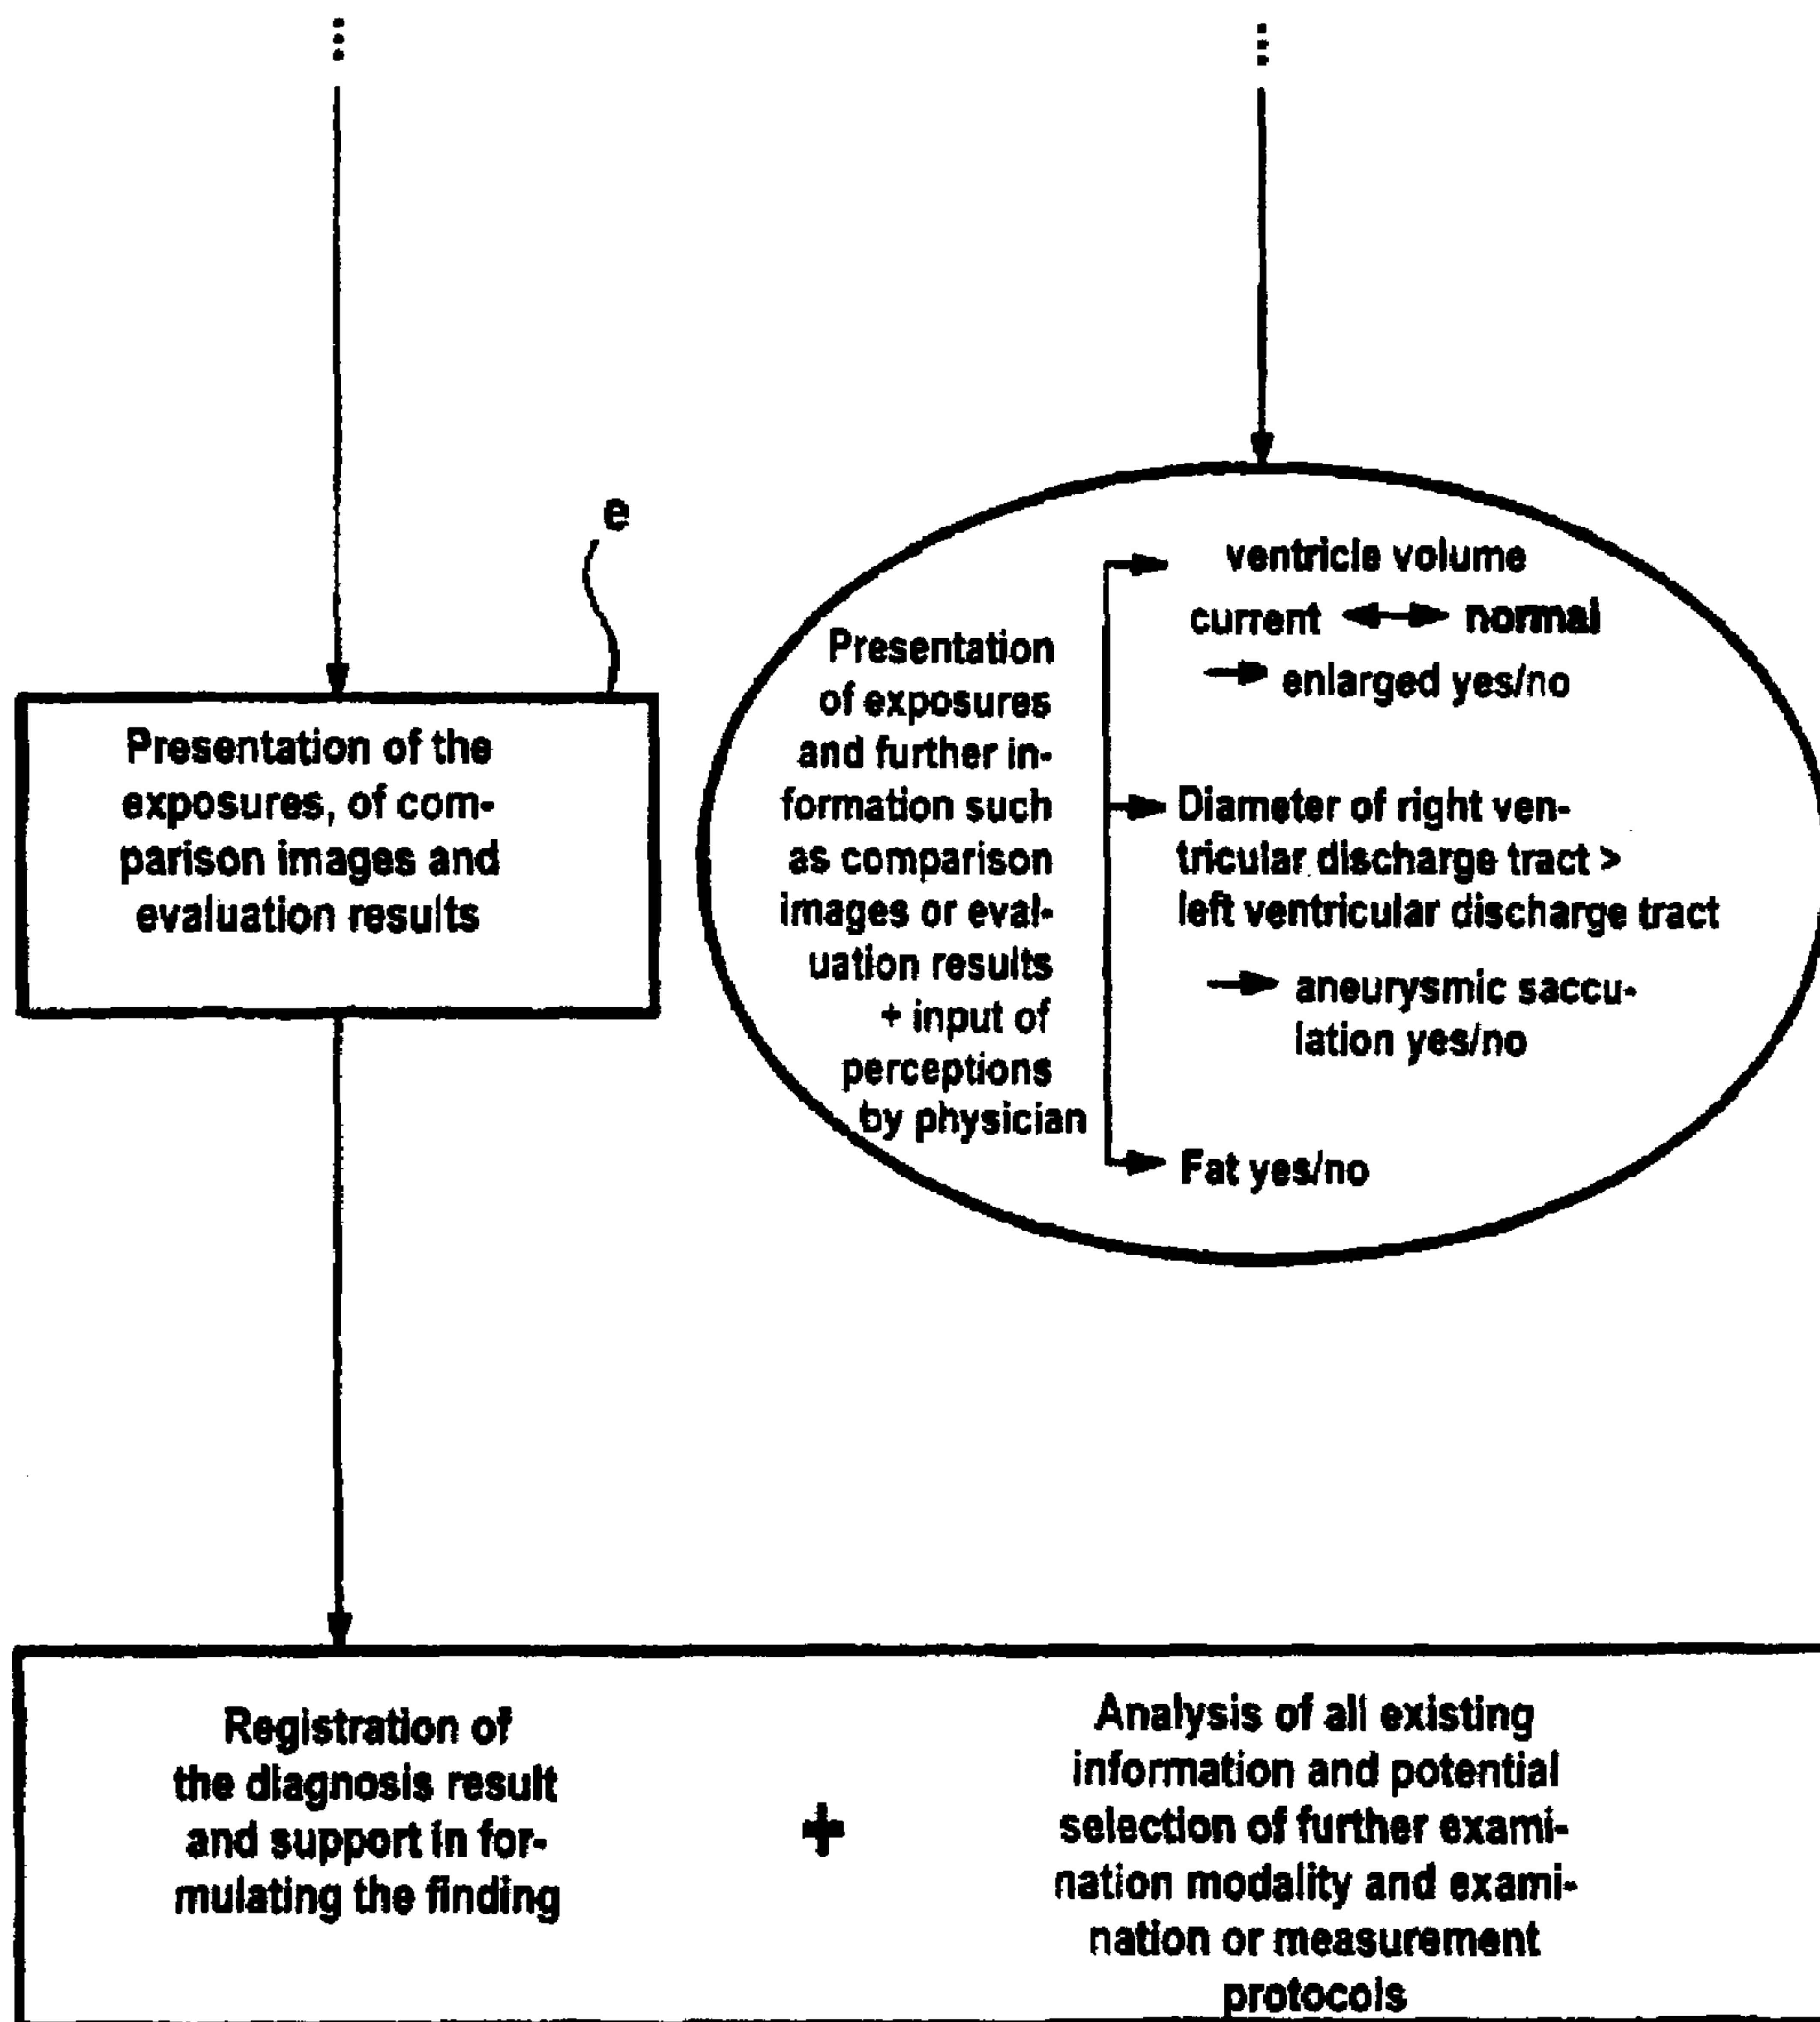 e
Presentation of the
exposures, of com-
parison images and
evaluation results
Presentation
of exposures
and further in-
formation such
as comparison
images or eval-
uation results
+ input of
perceptions
by physician
ventricle volume
current normal
enlarged yes/no
Diameter of right ven-
tricular discharge tract >
left ventricular discharge tract
aneurysmic saccu-
lation yes/no
Fat yes/no
Registration of
the diagnosis result
and support in for-
mulating the finding
+
Analysis of all existing
information and potential
selection of further exami-
nation modality and exami-
nation or measurement
protocols